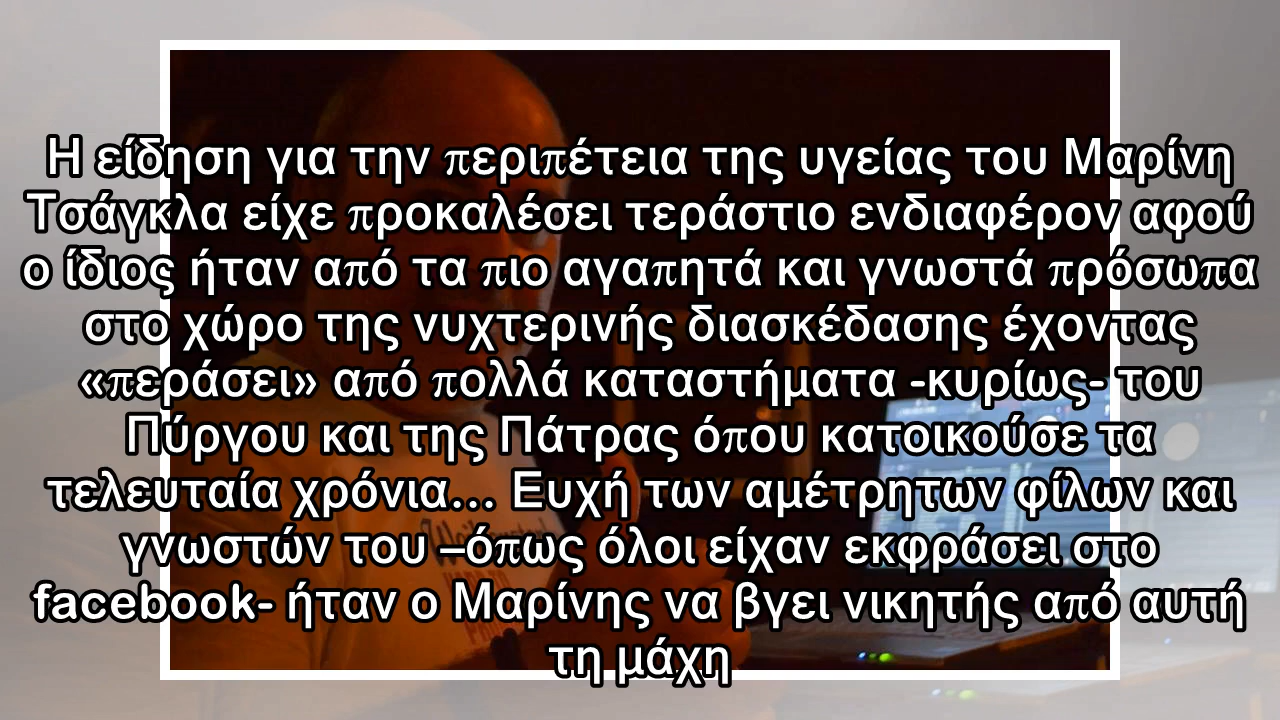 Η είδηση για την περιπέτεια της υγείας του Μαρίνη
Τσάγκλα είχε προκαλέσει τεράστιο ενδιαφέρον αφού
ο ίδιος ήταν από τα πιο αγαπητά και γνωστά πρόσωπα
στο χώρο της νυχτερινής διασκέδασης έχοντας
«περάσει» από πολλά καταστήματα -κυρίως- του
Πύργου και της Πάτρας όπου κατοικούσε τα
τελευταία χρόνια... Ευχή των αμέτρητων φίλων και
γνωστών του –όπως όλοι είχαν εκφράσει στο
facebook- ήταν ο Μαρίνης να βγει νικητής από αυτή
τη μάχη